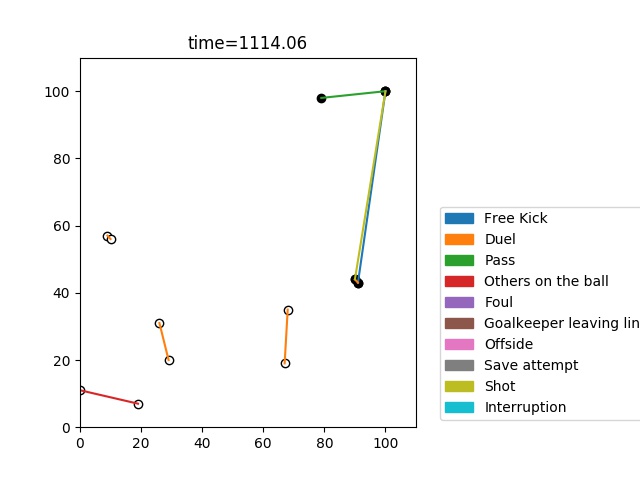 time=1114.06
100
80
60
40
20
0
0 20 40 60 80 100
Free Kick
Duel
Pass
Others on the ball
Foul
Goalkeeper leaving lin
Offside
Save attempt
Shot
Interruption